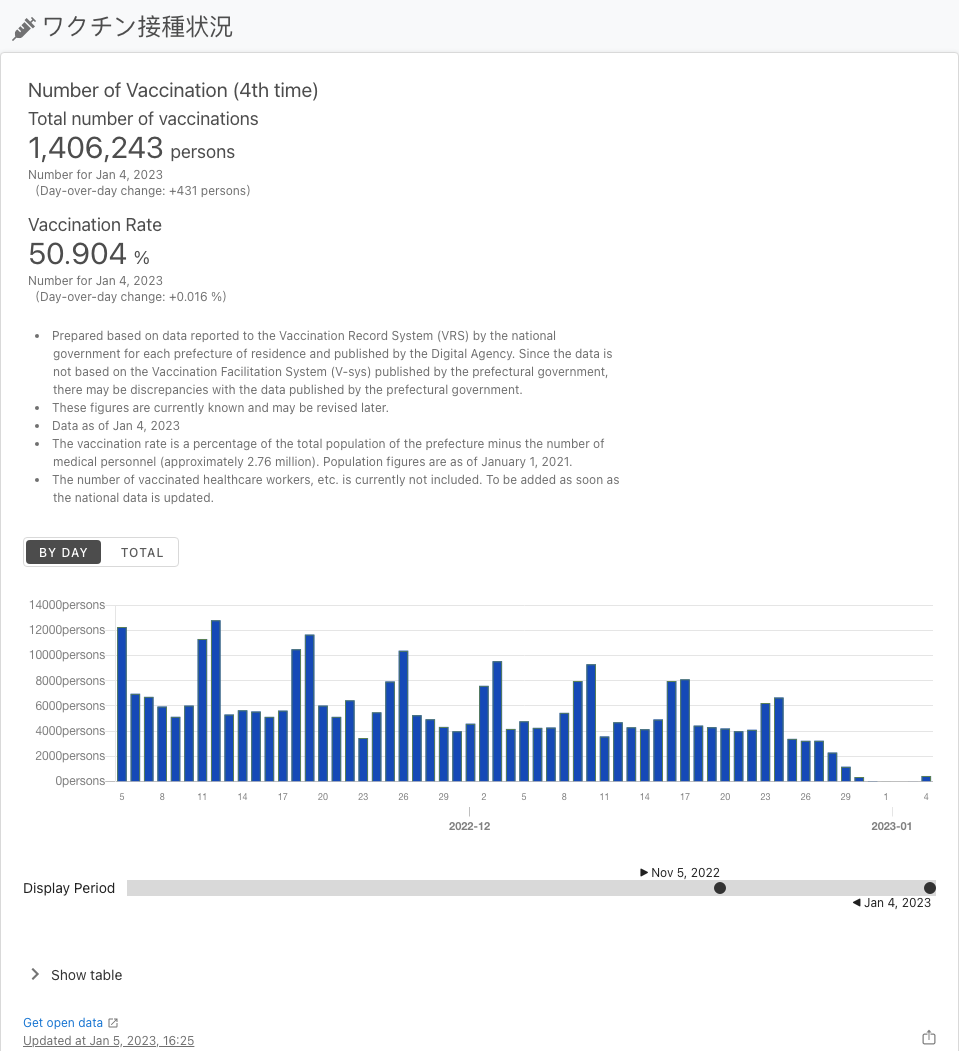 ワクチン接種状況
Number of Vaccination (4th time)
Total number of vaccinations
1,406,243 persons
Number for Jan 4, 2023
(Day-over-day change: +431 persons)
Vaccination Rate
50.904 %
Number for Jan 4, 2023
(Day-over-day change: +0.016 %)
• Prepared based on data reported to the Vaccination Record System (VRS) by the national
government for each prefecture of residence and published by the Digital Agency. Since the data is
not based on the Vaccination Facilitation System (V-sys) published by the prefectural government,
there may be discrepancies with the data published by the prefectural government.
• These figures are currently known and may be revised later.
• Data as of Jan 4, 2023
• The vaccination rate is a percentage of the total population of the prefecture minus the number of
medical personnel (approximately 2.76 million). Population figures are as of January 1, 2021.
• The number of vaccinated healthcare workers, etc. is currently not included. To be added as soon as
the national data is updated.
BY DAY TOTAL
14000persons
12000persons
10000persons
8000persons
6000persons
4000persons
2000persons
0persons
5 8 11 14 17 20 23 26 29 2 5 8 11 14 17 20 23 26 29 1 4
2022-12 2023-01
▶ Nov 5, 2022
Display Period
◀ Jan 4, 2023
Show table
Get open data
Updated at Jan 5, 2023, 16:25